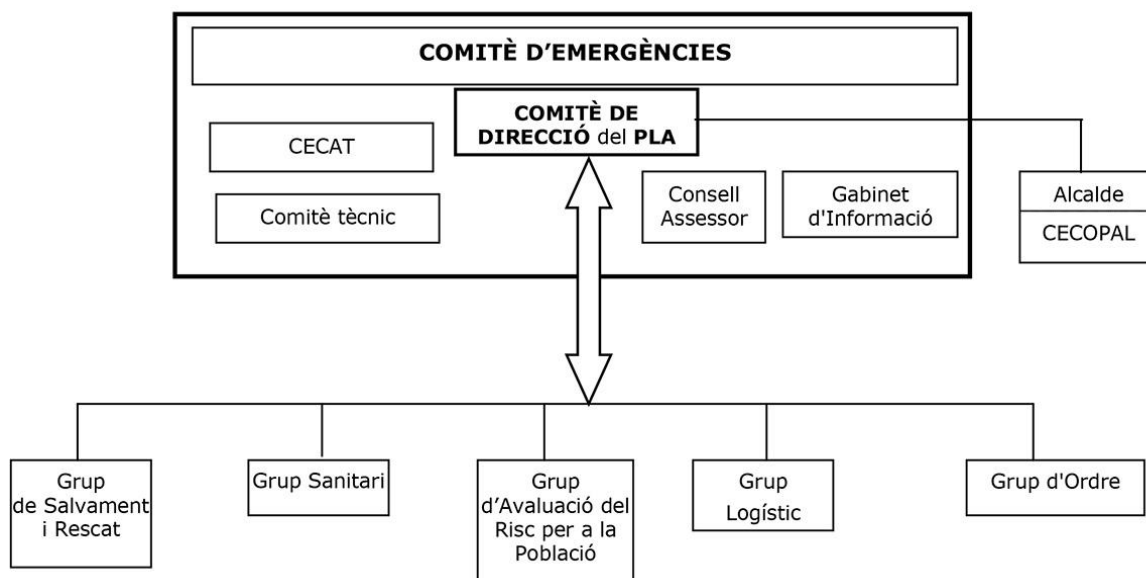 COMITÈ D’EMERGÈNCIES
COMITÈ DE
DIRECCIÓ del PLA
CECAT
Comitè tècnic
Consell
Assessor
Gabinet
d'Informació
Alcalde
CECOPAL
Grup
de Salvament
i Rescat
Grup Sanitari
Grup
d’Avaluació del
Risc per a la
Població
Grup
Logístic
Grup d'Ordre